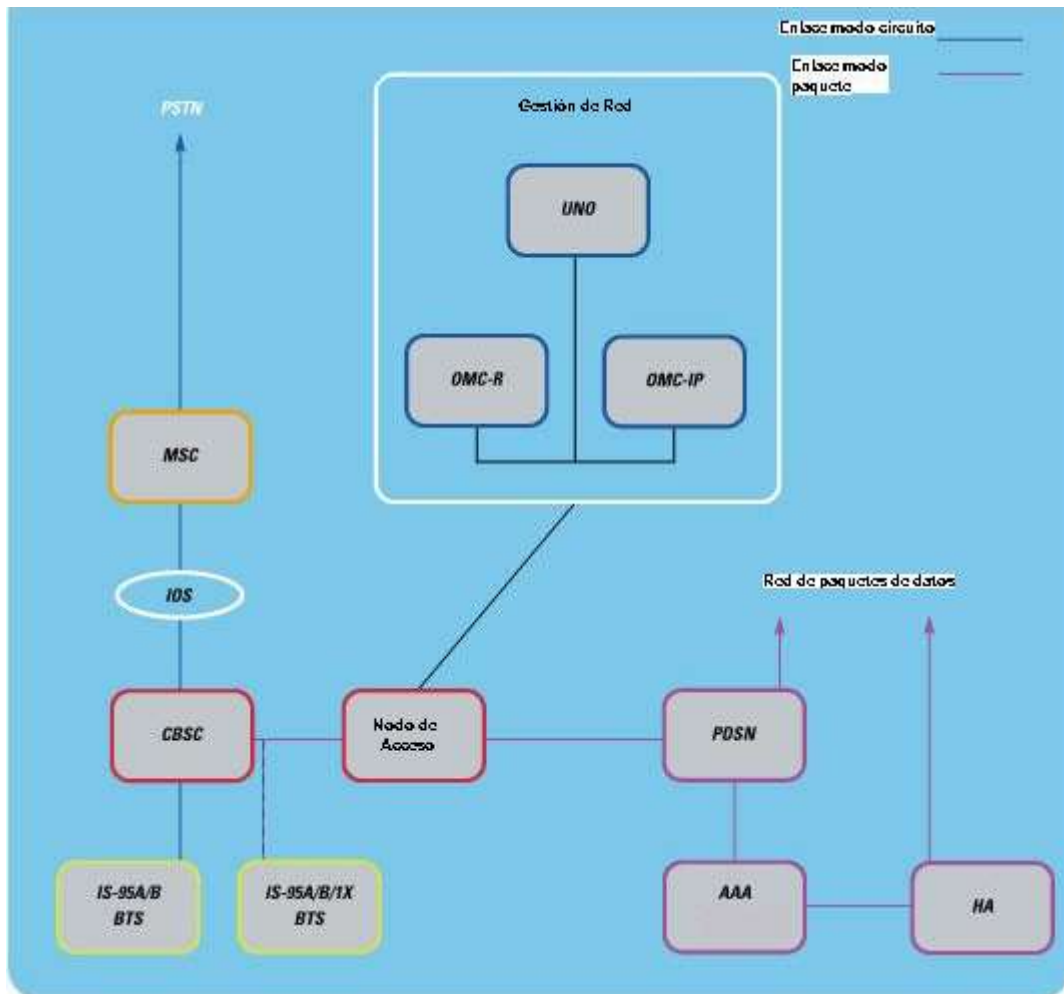 Enlace modo circuito
Enlace modo
paquete
PSTN
Gestión de Red
UNO
OMC-R
OMC-IP
MSC
IOS
Red de paquetes de datos
CBSC
Nodo de
Acceso
PDSN
IS-95A/B
BTS
IS-95A/B/1X
BTS
AAA
HA